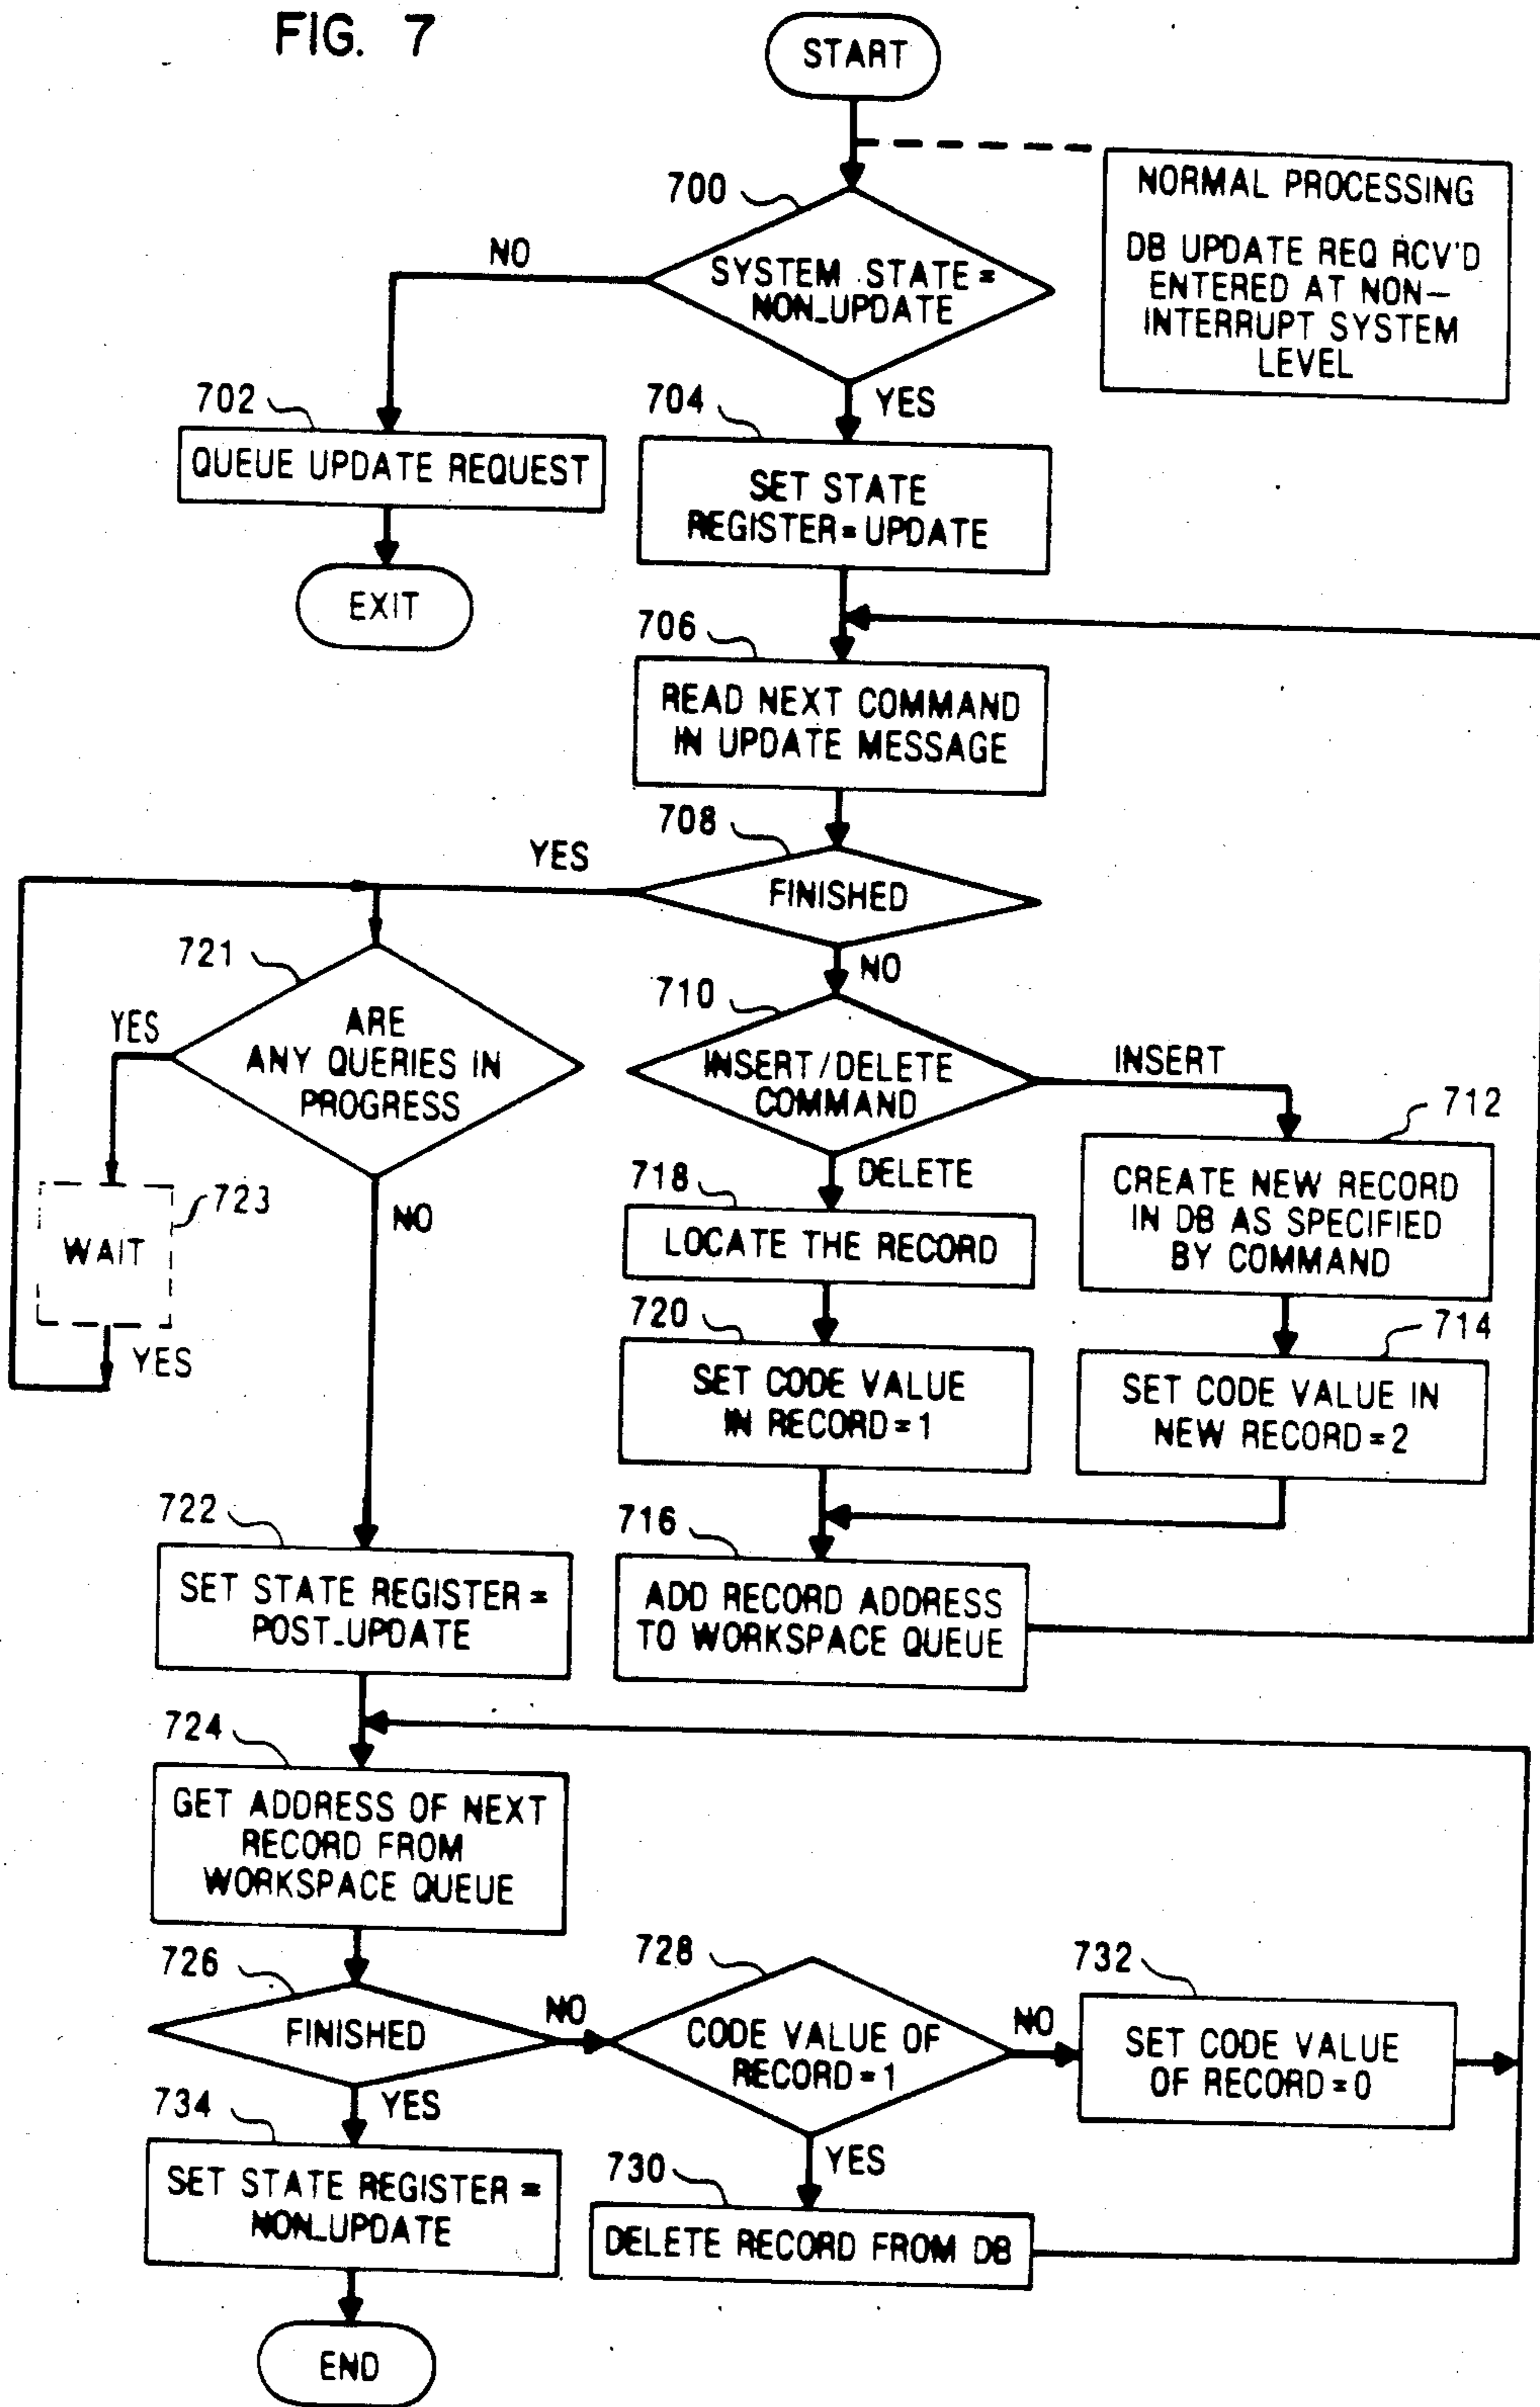 FIG. 7
START
NORMAL PROCESSING
DB UPDATE REQ RCV'D
ENTERED AT NON-
INTERRUPT SYSTEM
LEVEL
700
SYSTEM STATE =
NON_UPDATE
NO
YES
702
QUEUE UPDATE REQUEST
EXIT
704
SET STATE
REGISTER = UPDATE
706
READ NEXT COMMAND
IN UPDATE MESSAGE
708
FINISHED
YES
NO
721
ARE
ANY QUERIES IN
PROGRESS
YES
NO
723
WAIT
YES
710
INSERT/DELETE
COMMAND
INSERT
DELETE
712
CREATE NEW RECORD
IN DB AS SPECIFIED
BY COMMAND
718
LOCATE THE RECORD
714
SET CODE VALUE IN
NEW RECORD = 2
720
SET CODE VALUE
IN RECORD = 1
716
ADD RECORD ADDRESS
TO WORKSPACE QUEUE
722
SET STATE REGISTER =
POST_UPDATE
724
GET ADDRESS OF NEXT
RECORD FROM
WORKSPACE QUEUE
726
FINISHED
NO
YES
728
CODE VALUE OF
RECORD = 1
NO
YES
732
SET CODE VALUE
OF RECORD = 0
730
DELETE RECORD FROM DB
734
SET STATE REGISTER =
NON_UPDATE
END